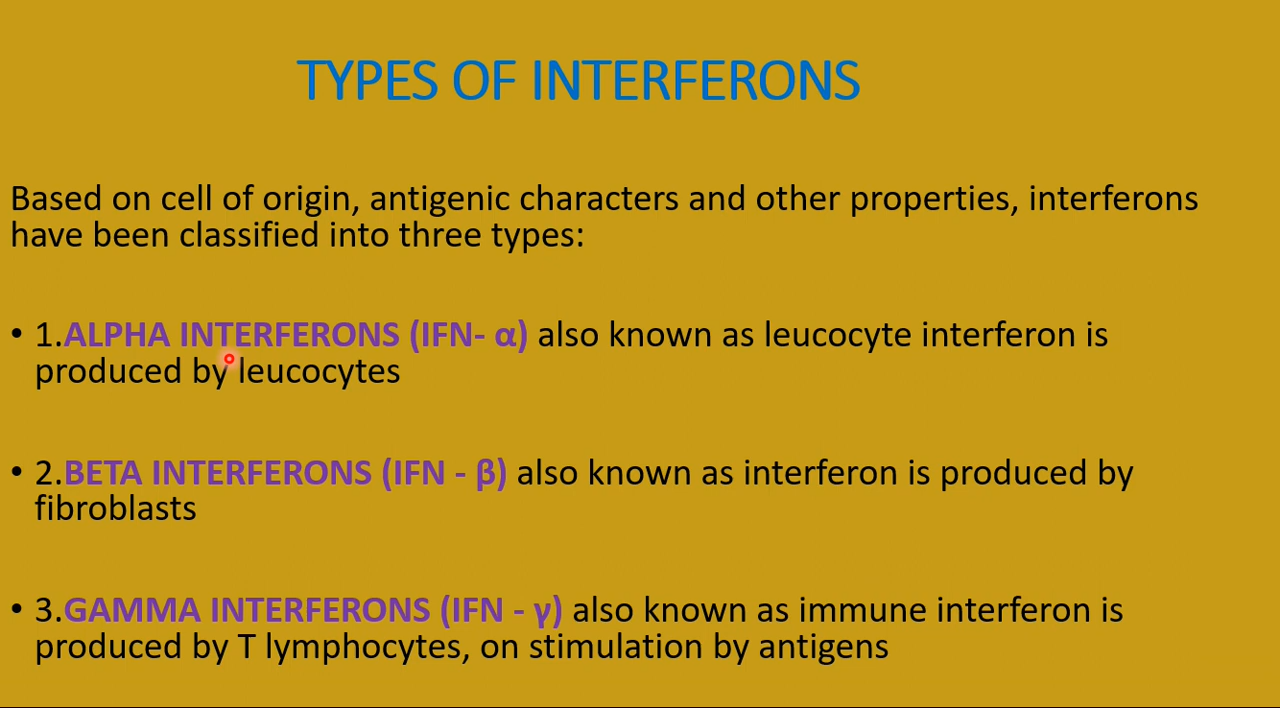 TYPES OF INTERFERONS
Based on cell of origin, antigenic characters and other properties, interferons
have been classified into three types:
• 1.ALPHA INTERFERONS (IFN- α) also known as leucocyte interferon is
produced by leucocytes
• 2.BETA INTERFERONS (IFN - β) also known as interferon is produced by
fibroblasts
• 3.GAMMA INTERFERONS (IFN - γ) also known as immune interferon is
produced by T lymphocytes, on stimulation by antigens